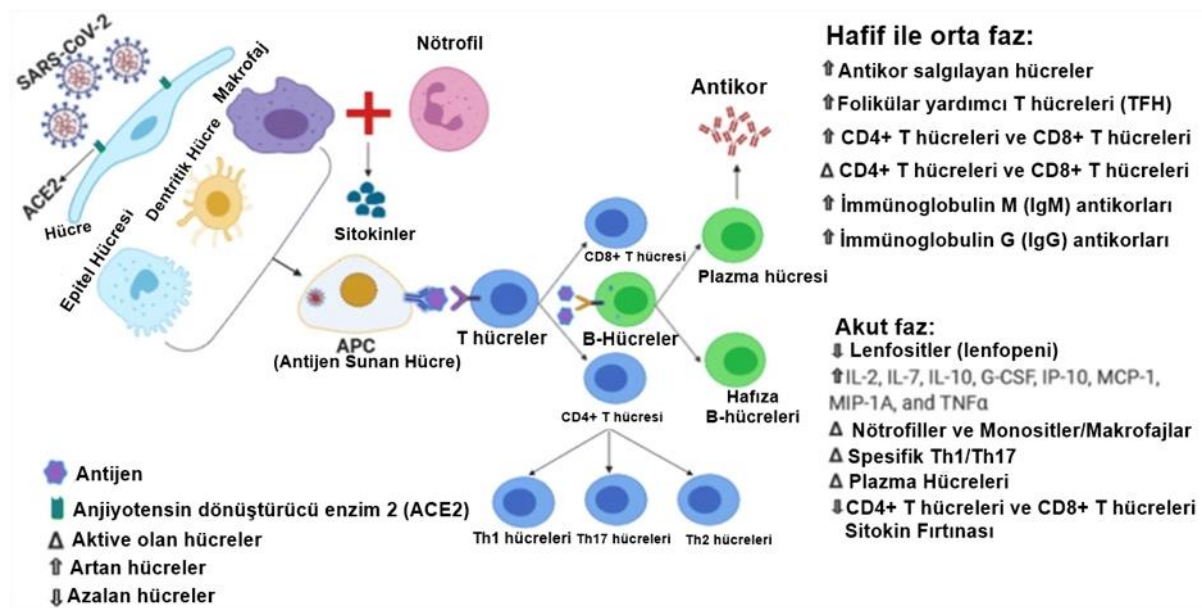 SARS-CoV-2
ACE2
Hücre
Makrofaj
Dentritik Hücre
Epitel Hücresi
Nötrofil
Sitokinler
APC
(Antijen Sunan Hücre)
T hücreler
CD8+ T hücresi
CD4+ T hücresi
Th1 hücreleri
Th17 hücreleri
Th2 hücreleri
B-Hücreler
Antikor
Plazma hücresi
Hafıza
B-hücreleri
Antijen
Anjiyotensin dönüştürücü enzim 2 (ACE2)
Δ Aktive olan hücreler
⇧ Artan hücreler
⇩ Azalan hücreler
Hafif ile orta faz:
⇧ Antikor salgılayan hücreler
⇧ Folikülar yardımcı T hücreleri (TFH)
⇧ CD4+ T hücreleri ve CD8+ T hücreleri
Δ CD4+ T hücreleri ve CD8+ T hücreleri
⇧ İmmünoglobulin M (IgM) antikorları
⇧ İmmünoglobulin G (IgG) antikorları
Akut faz:
⇩ Lenfositler (lenfopeni)
⇧IL-2, IL-7, IL-10, G-CSF, IP-10, MCP-1,
MIP-1A, and TNFα
Δ Nötrofiller ve Monositler/Makrofajlar
Δ Spesifik Th1/Th17
Δ Plazma Hücreleri
⇩CD4+ T hücreleri ve CD8+ T hücreleri
Sitokin Fırtınası